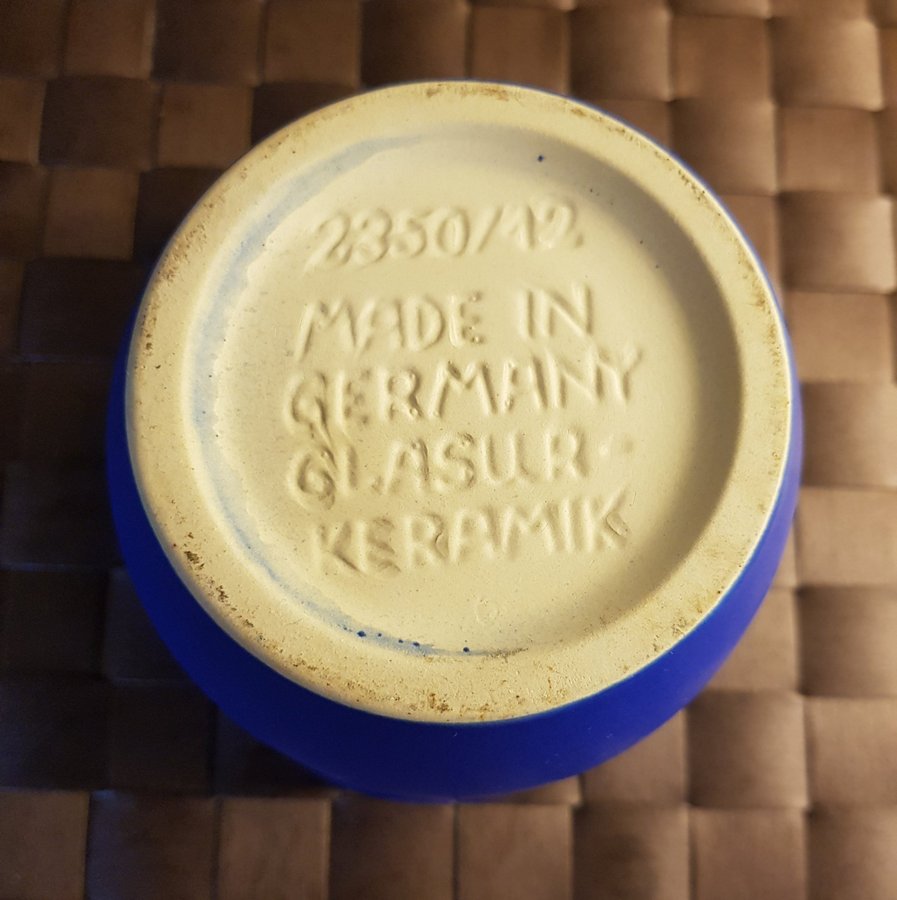 2350/12
MADE IN
GERMANY
GLASUR-
KERAMIK